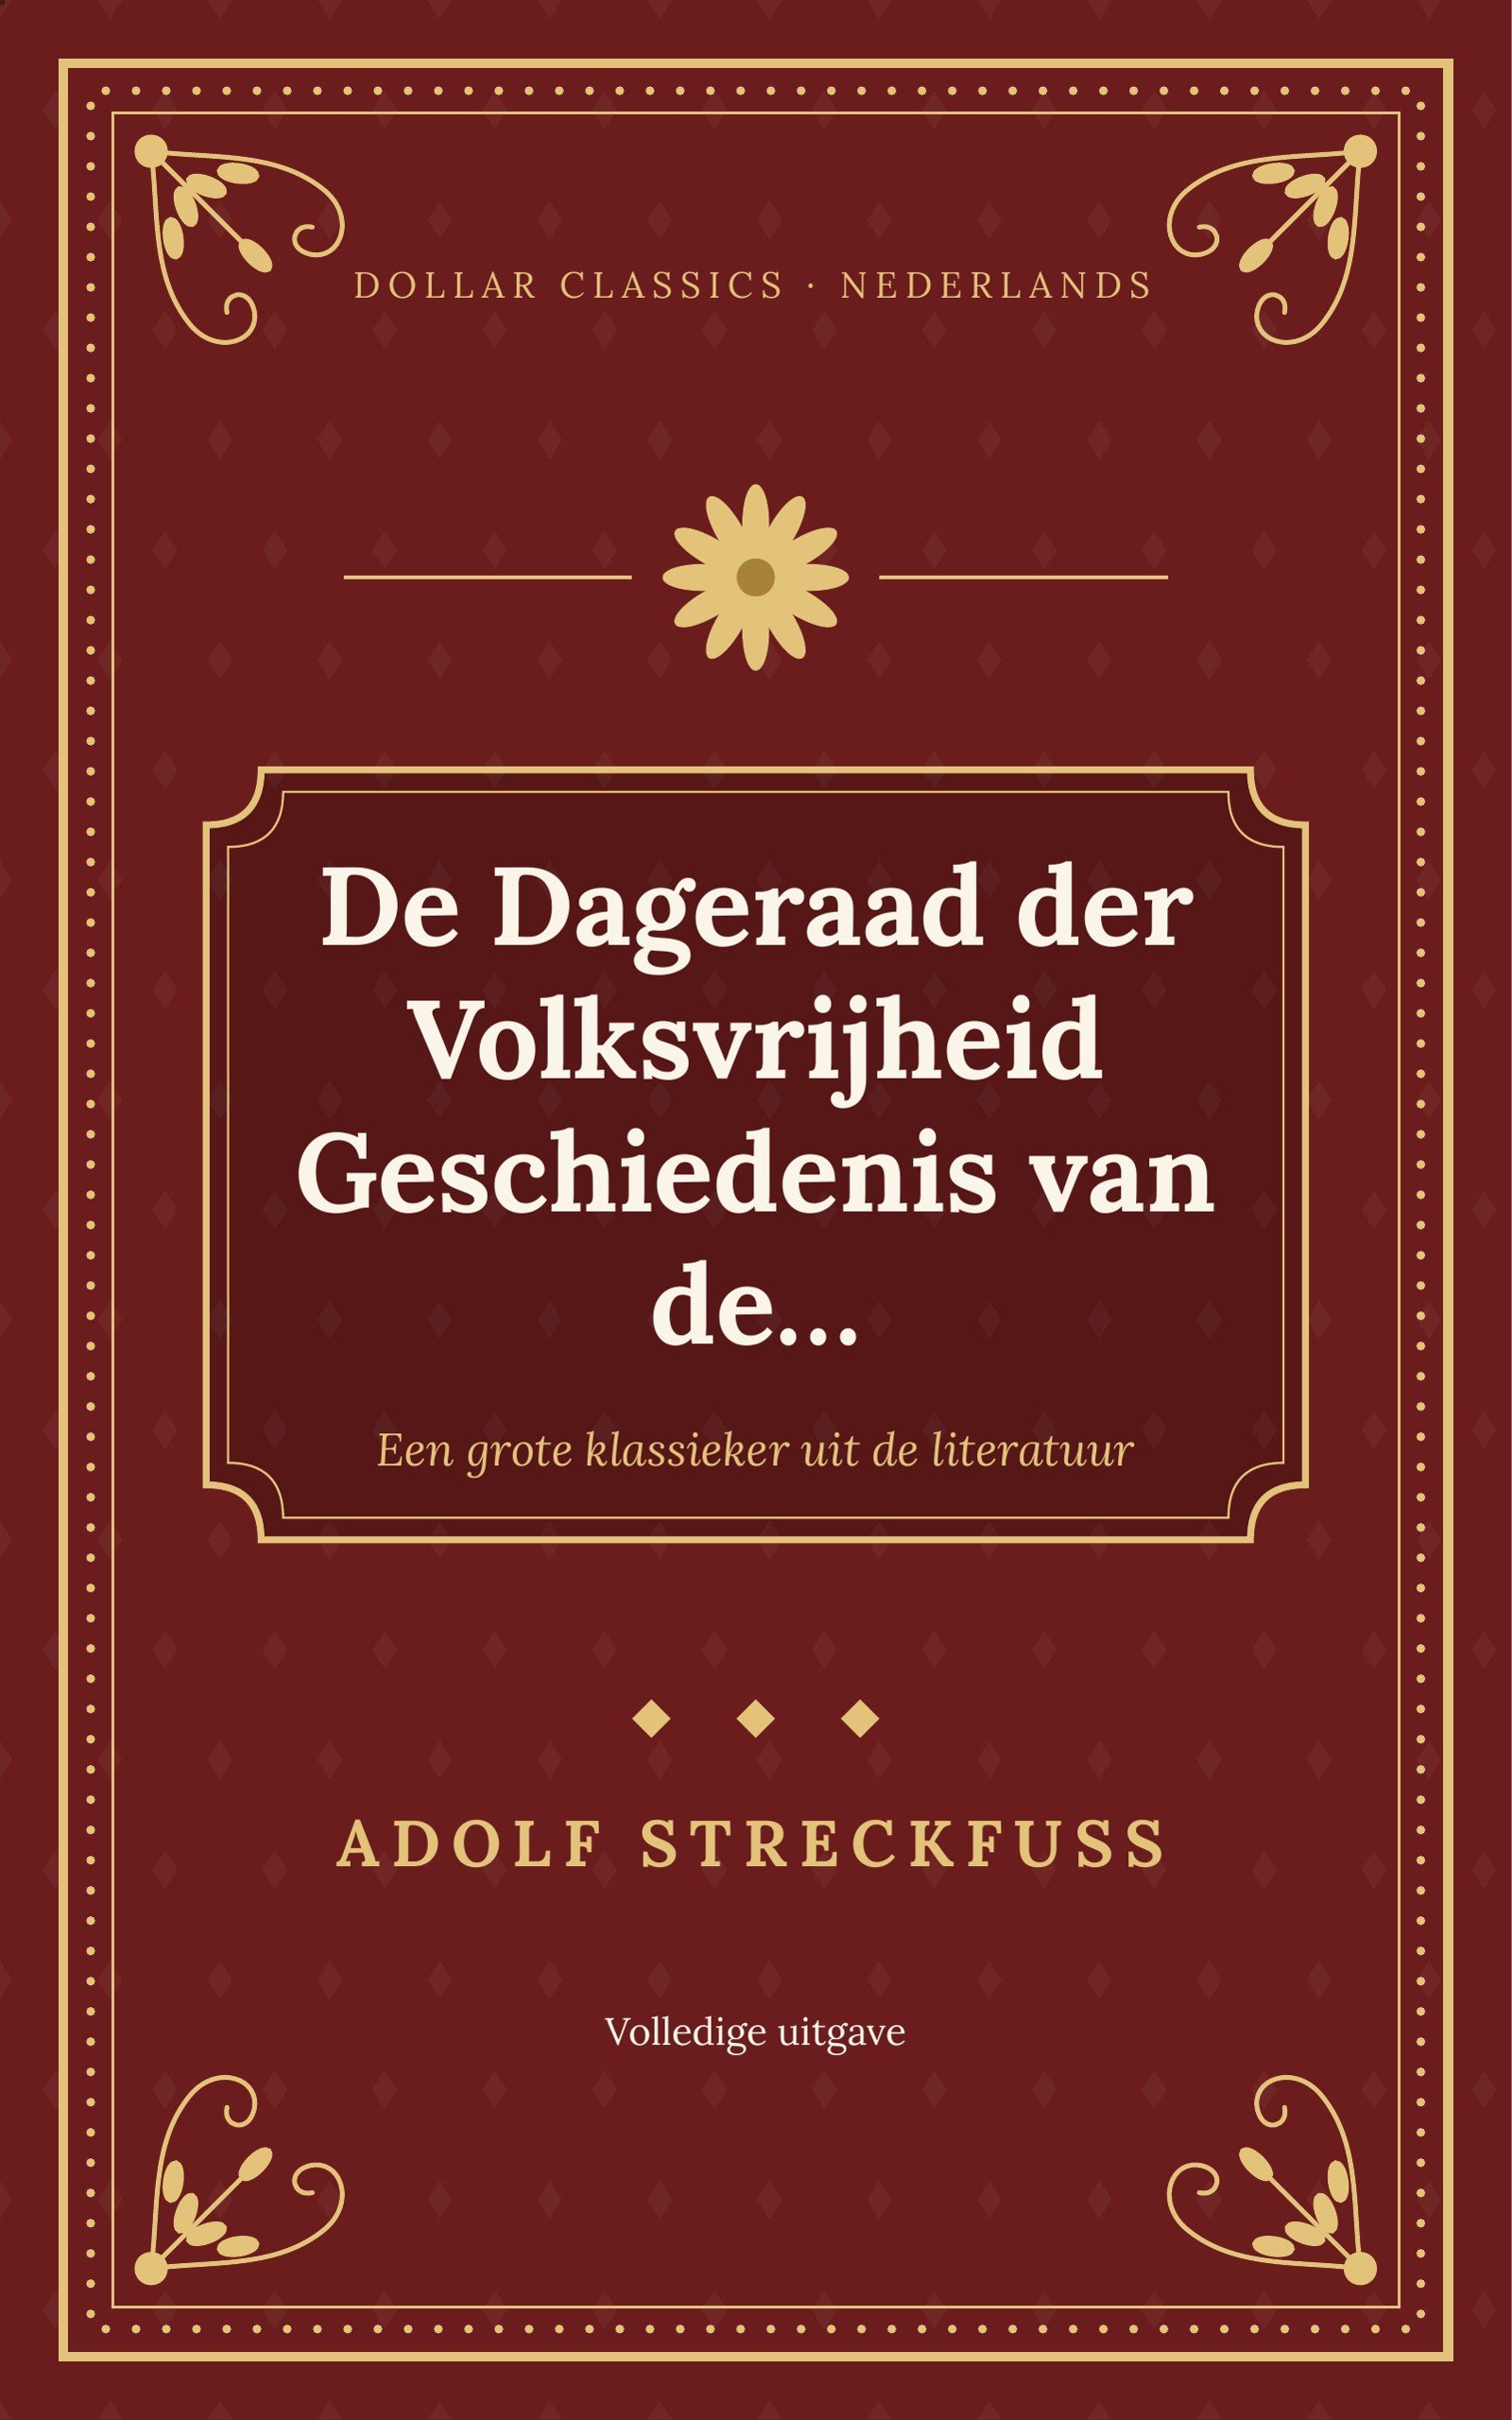 DOLLAR CLASSICS · NEDERLANDS
De Dageraad der
Volksvrijheid
Geschiedenis van
de...
Een grote klassieker uit de literatuur
ADOLF STRECKFUSS
Volledige uitgave